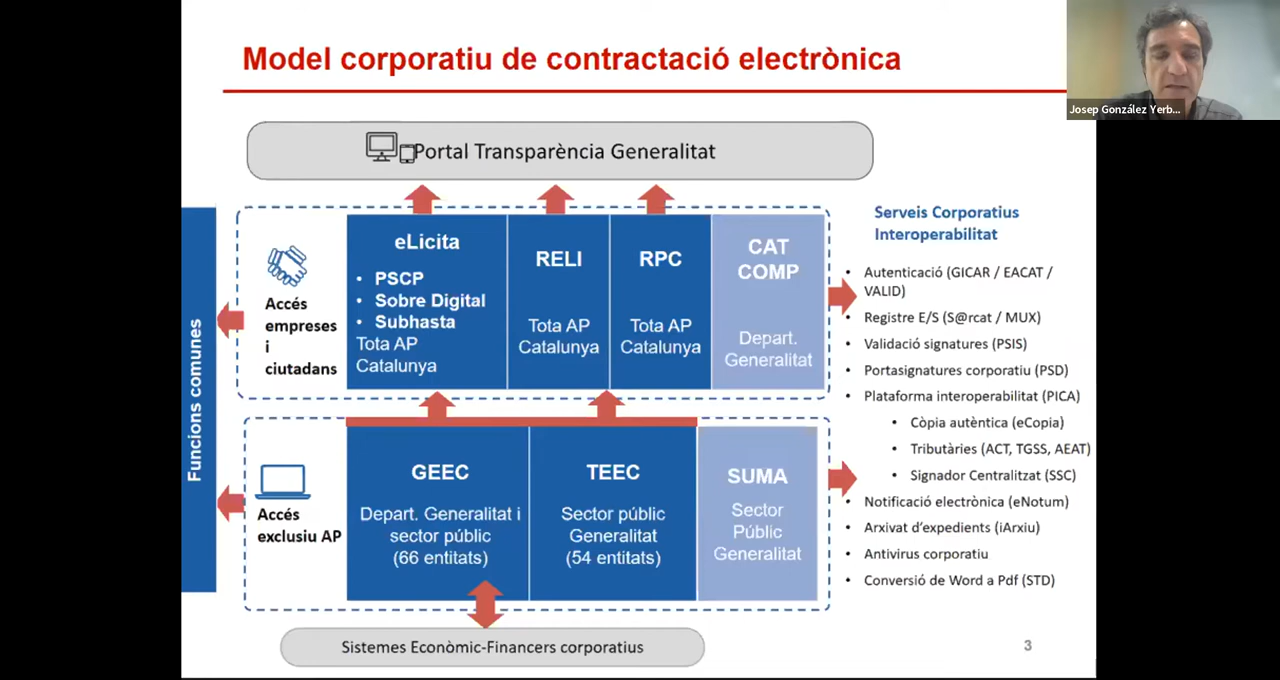 Model corporatiu de contractació electrònica
Josep González Yerb...
Portal Transparència Generalitat
Funcions comunes
Accés
empreses
i
ciutadans
eLicita
• PSCP
• Sobre Digital
• Subhasta
Tota AP
Catalunya
RELI
Tota AP
Catalunya
RPC
Tota AP
Catalunya
CAT
COMP
Depart.
Generalitat
Accés
exclusiu AP
GEEC
Depart. Generalitat i
sector públic
(66 entitats)
TEEC
Sector públic
Generalitat
(54 entitats)
SUMA
Sector
Públic
Generalitat
Sistemes Econòmic-Financers corporatius
Serveis Corporatius
Interoperabilitat
• Autenticació (GICAR / EACAT /
VALID)
• Registre E/S (S@rcat / MUX)
• Validació signatures (PSIS)
• Portasignatures corporatiu (PSD)
• Plataforma interoperabilitat (PICA)
• Còpia autèntica (eCopia)
• Tributàries (ACT, TGSS, AEAT)
• Signador Centralitzat (SSC)
• Notificació electrònica (eNotum)
• Arxivat d'expedients (iArxiu)
• Antivirus corporatiu
• Conversió de Word a Pdf (STD)
3